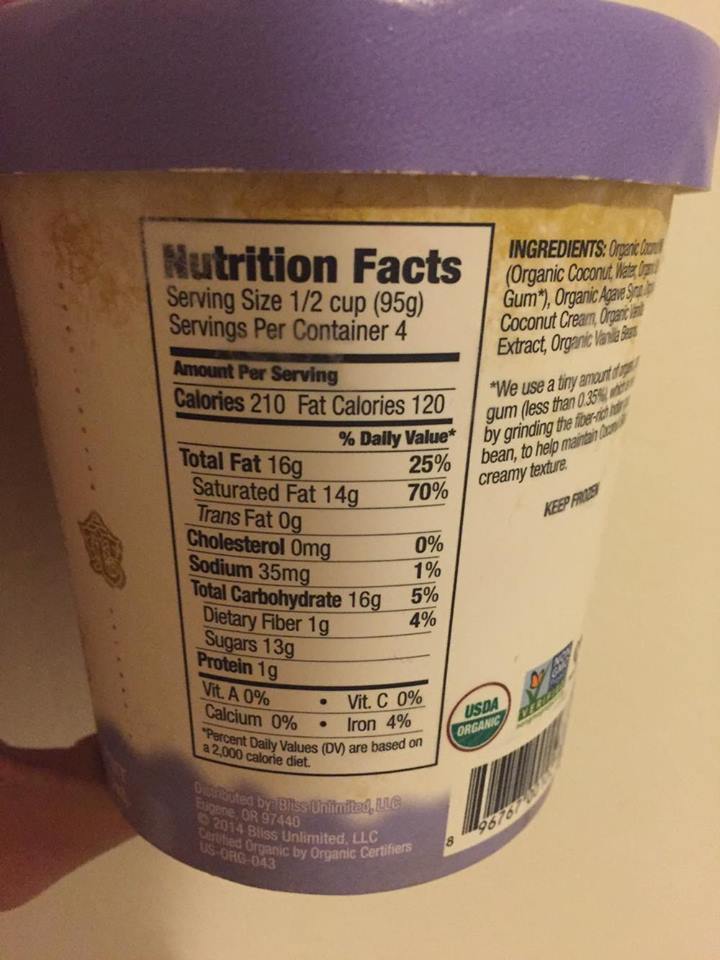 Nutrition Facts
Serving Size 1/2 cup (95g)
Servings Per Container 4
Amount Per Serving
Calories 210 Fat Calories 120
% Daily Value*
Total Fat 16g 25%
Saturated Fat 14g 70%
Trans Fat 0g
Cholesterol 0mg 0%
Sodium 35mg 1%
Total Carbohydrate 16g 5%
Dietary Fiber 1g 4%
Sugars 13g
Protein 1g
Vit. A 0% • Vit. C 0%
Calcium 0% • Iron 4%
*Percent Daily Values (DV) are based on
a 2,000 calorie diet.
Distributed by: Bliss Unlimited, LLC
Eugene, OR 97440
© 2014 Bliss Unlimited, LLC
Certified Organic by Organic Certifiers
US-ORG-043
INGREDIENTS: Organic
(Organic Coconut, Water,
Gum*), Organic Agave Syrup,
Coconut Cream, Organic
Extract, Organic Vanilla Beans
*We use a tiny amount of
gum (less than 0.35%),
by grinding the fiber-rich
bean, to help maintain
creamy texture.
KEEP FROZEN
USDA
ORGANIC
VERIFIED
8 96767